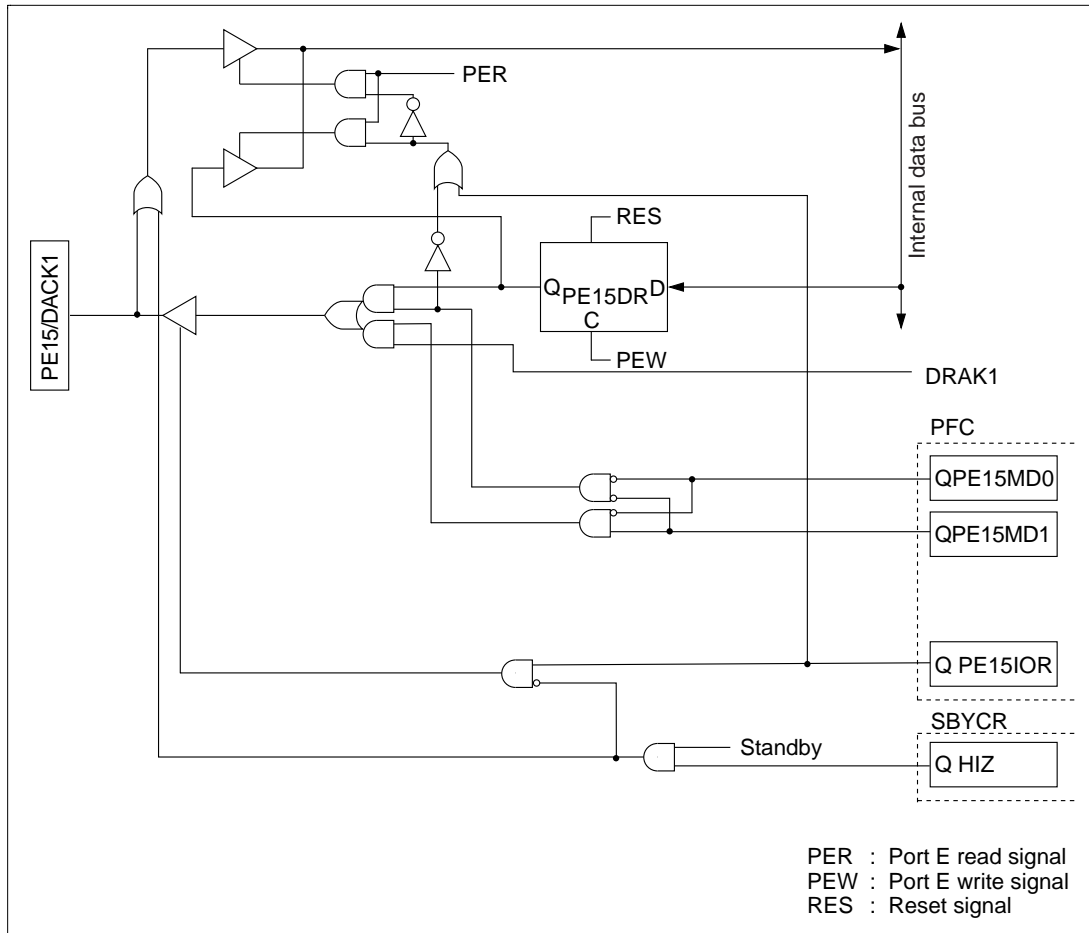 PER
Internal data bus
RES
PE15/DACK1
Q PE15DR D
C
PEW
DRAK1
PFC
QPE15MD0
QPE15MD1
Q PE15IOR
SBYCR
Standby
Q HIZ
PER : Port E read signal
PEW : Port E write signal
RES : Reset signal